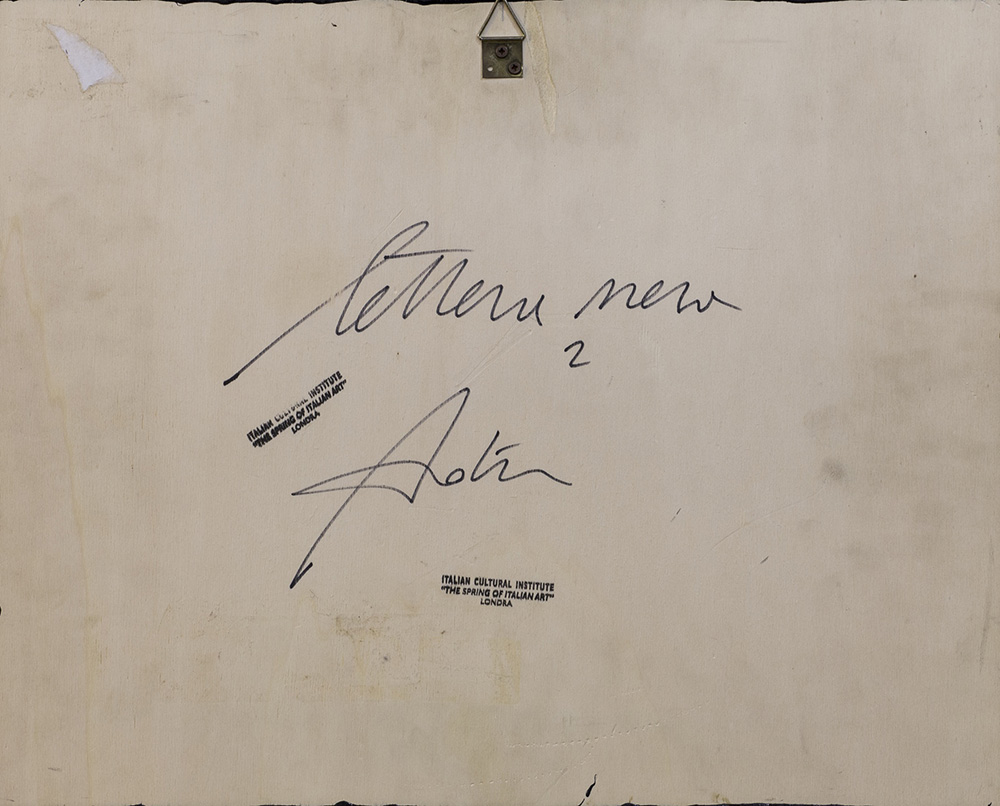 lettera nera
2
ITALIAN CULTURAL INSTITUTE
"THE SPRING OF ITALIAN ART"
LONDRA
ITALIAN CULTURAL INSTITUTE
"THE SPRING OF ITALIAN ART"
LONDRA